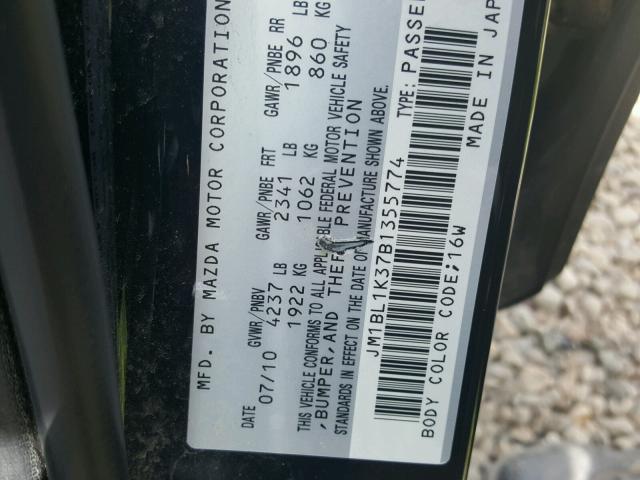 MFD. BY MAZDA MOTOR CORPORATION
DATE GVWR/PNBV GAWR/PNBE FRT GAWR/PNBE RR
07/10 4237 LB 2341 LB 1896 LB
1922 KG 1062 KG 860 KG
THIS VEHICLE CONFORMS TO ALL APPLICABLE FEDERAL MOTOR VEHICLE SAFETY
, BUMPER, AND THEFT PREVENTION
STANDARDS IN EFFECT ON THE DATE OF MANUFACTURE SHOWN ABOVE.
JM1BL1K37B1355774 TYPE: PASSE
BODY COLOR CODE;16W MADE IN JAP